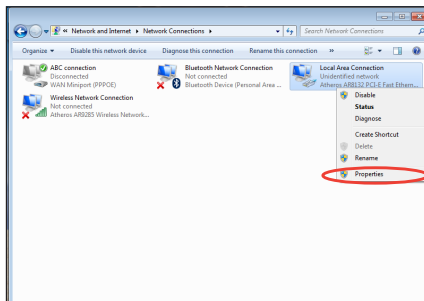 Network and Internet
Network Connections
Search Network Connections
Organize
Disable this network device
Diagnose this connection
Rename this connection
»
ABC connection
Disconnected
WAN Miniport (PPPOE)
Bluetooth Network Connection
Not connected
Bluetooth Device (Personal Area ...
Local Area Connection
Unidentified network
Atheros AR8132 PCI-E Fast Ethern...
Wireless Network Connection
Not connected
Atheros AR9285 Wireless Network...
Disable
Status
Diagnose
Create Shortcut
Delete
Rename
Properties